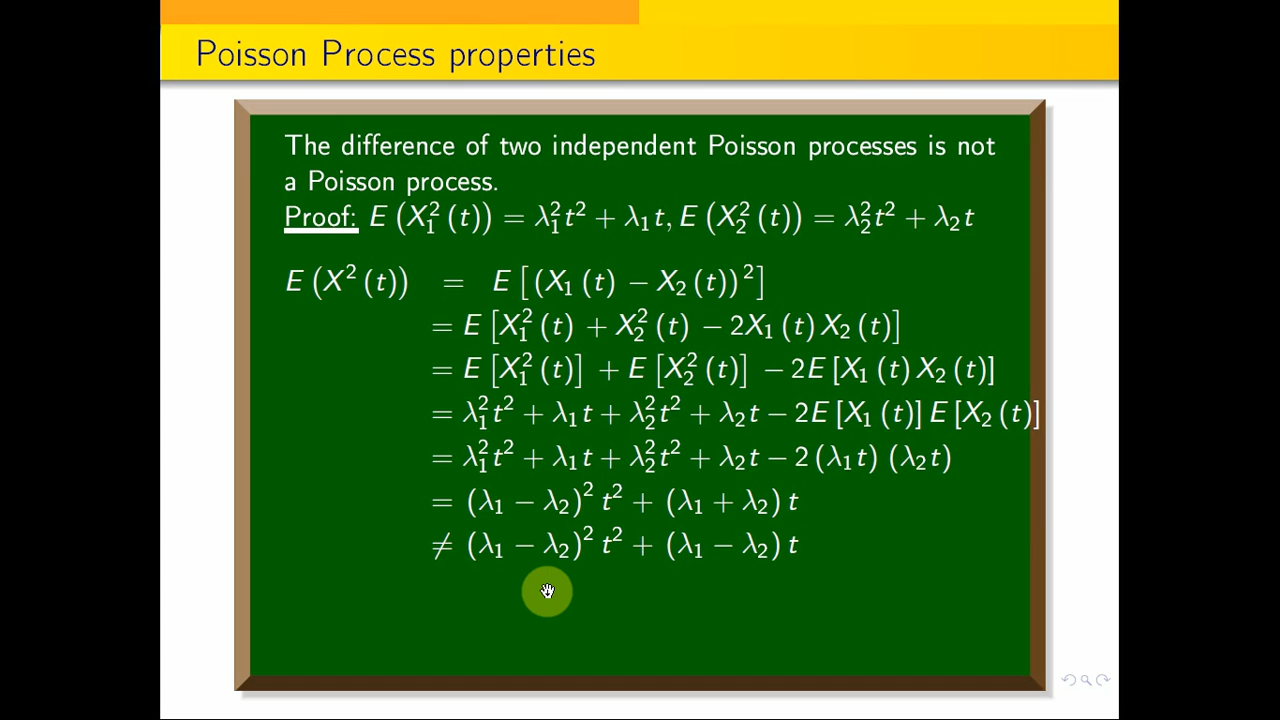 Poisson Process properties
The difference of two independent Poisson processes is not
a Poisson process.
Proof: E (X₁² (t)) = λ₁²t² + λ₁t, E (X₂² (t)) = λ₂²t² + λ₂t
E (X² (t)) = E [(X₁ (t) − X₂ (t))²]
= E [X₁² (t) + X₂² (t) − 2X₁ (t) X₂ (t)]
= E [X₁² (t)] + E [X₂² (t)] − 2E [X₁ (t) X₂ (t)]
= λ₁²t² + λ₁t + λ₂²t² + λ₂t − 2E [X₁ (t)] E [X₂ (t)]
= λ₁²t² + λ₁t + λ₂²t² + λ₂t − 2 (λ₁t) (λ₂t)
= (λ₁ − λ₂)² t² + (λ₁ + λ₂) t
≠ (λ₁ − λ₂)² t² + (λ₁ − λ₂) t